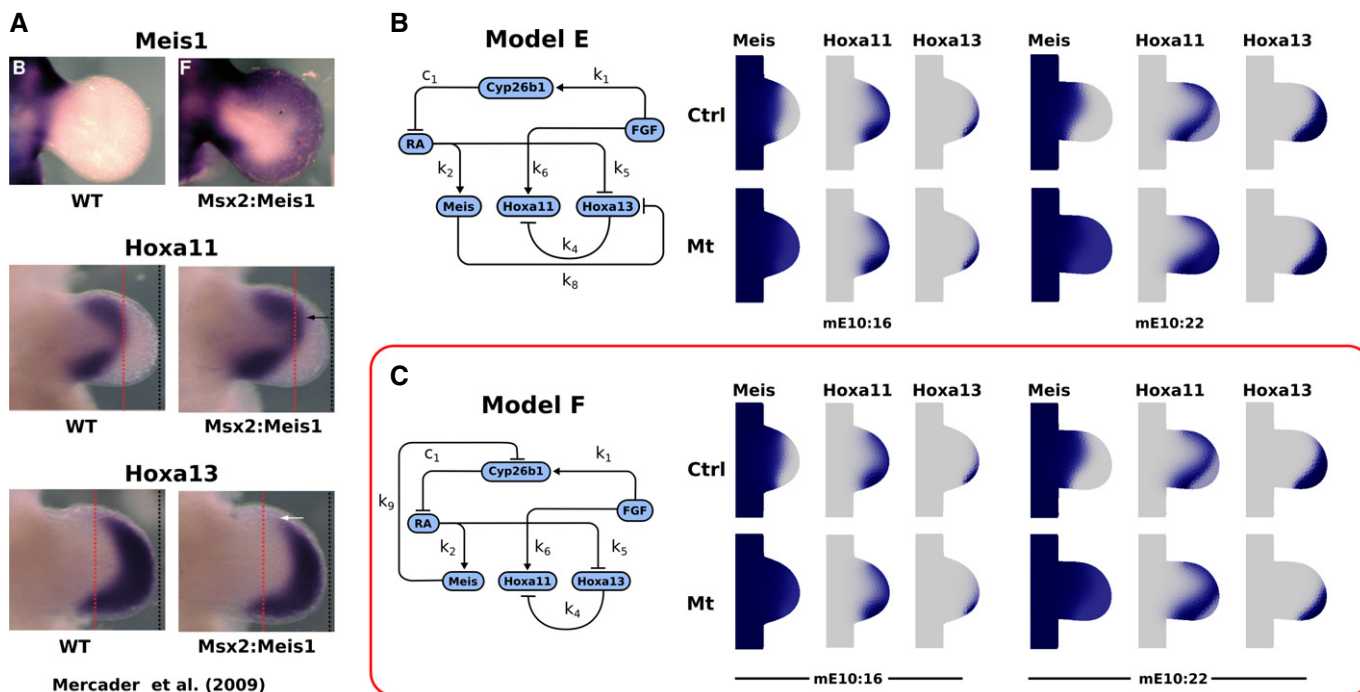 A
Meis1
B
F
WT
Msx2:Meis1
Hoxa11
WT
Msx2:Meis1
Hoxa13
WT
Msx2:Meis1
Mercader et al. (2009)
B
Model E
c1
k1
Cyp26b1
RA
FGF
k2
k6
k5
Meis
Hoxa11
Hoxa13
k4
k8
Meis
Hoxa11
Hoxa13
Meis
Hoxa11
Hoxa13
Ctrl
Mt
mE10:16
mE10:22
C
Model F
c1
k1
Cyp26b1
k9
RA
FGF
k2
k6
k5
Meis
Hoxa11
Hoxa13
k4
Meis
Hoxa11
Hoxa13
Meis
Hoxa11
Hoxa13
Ctrl
Mt
mE10:16
mE10:22